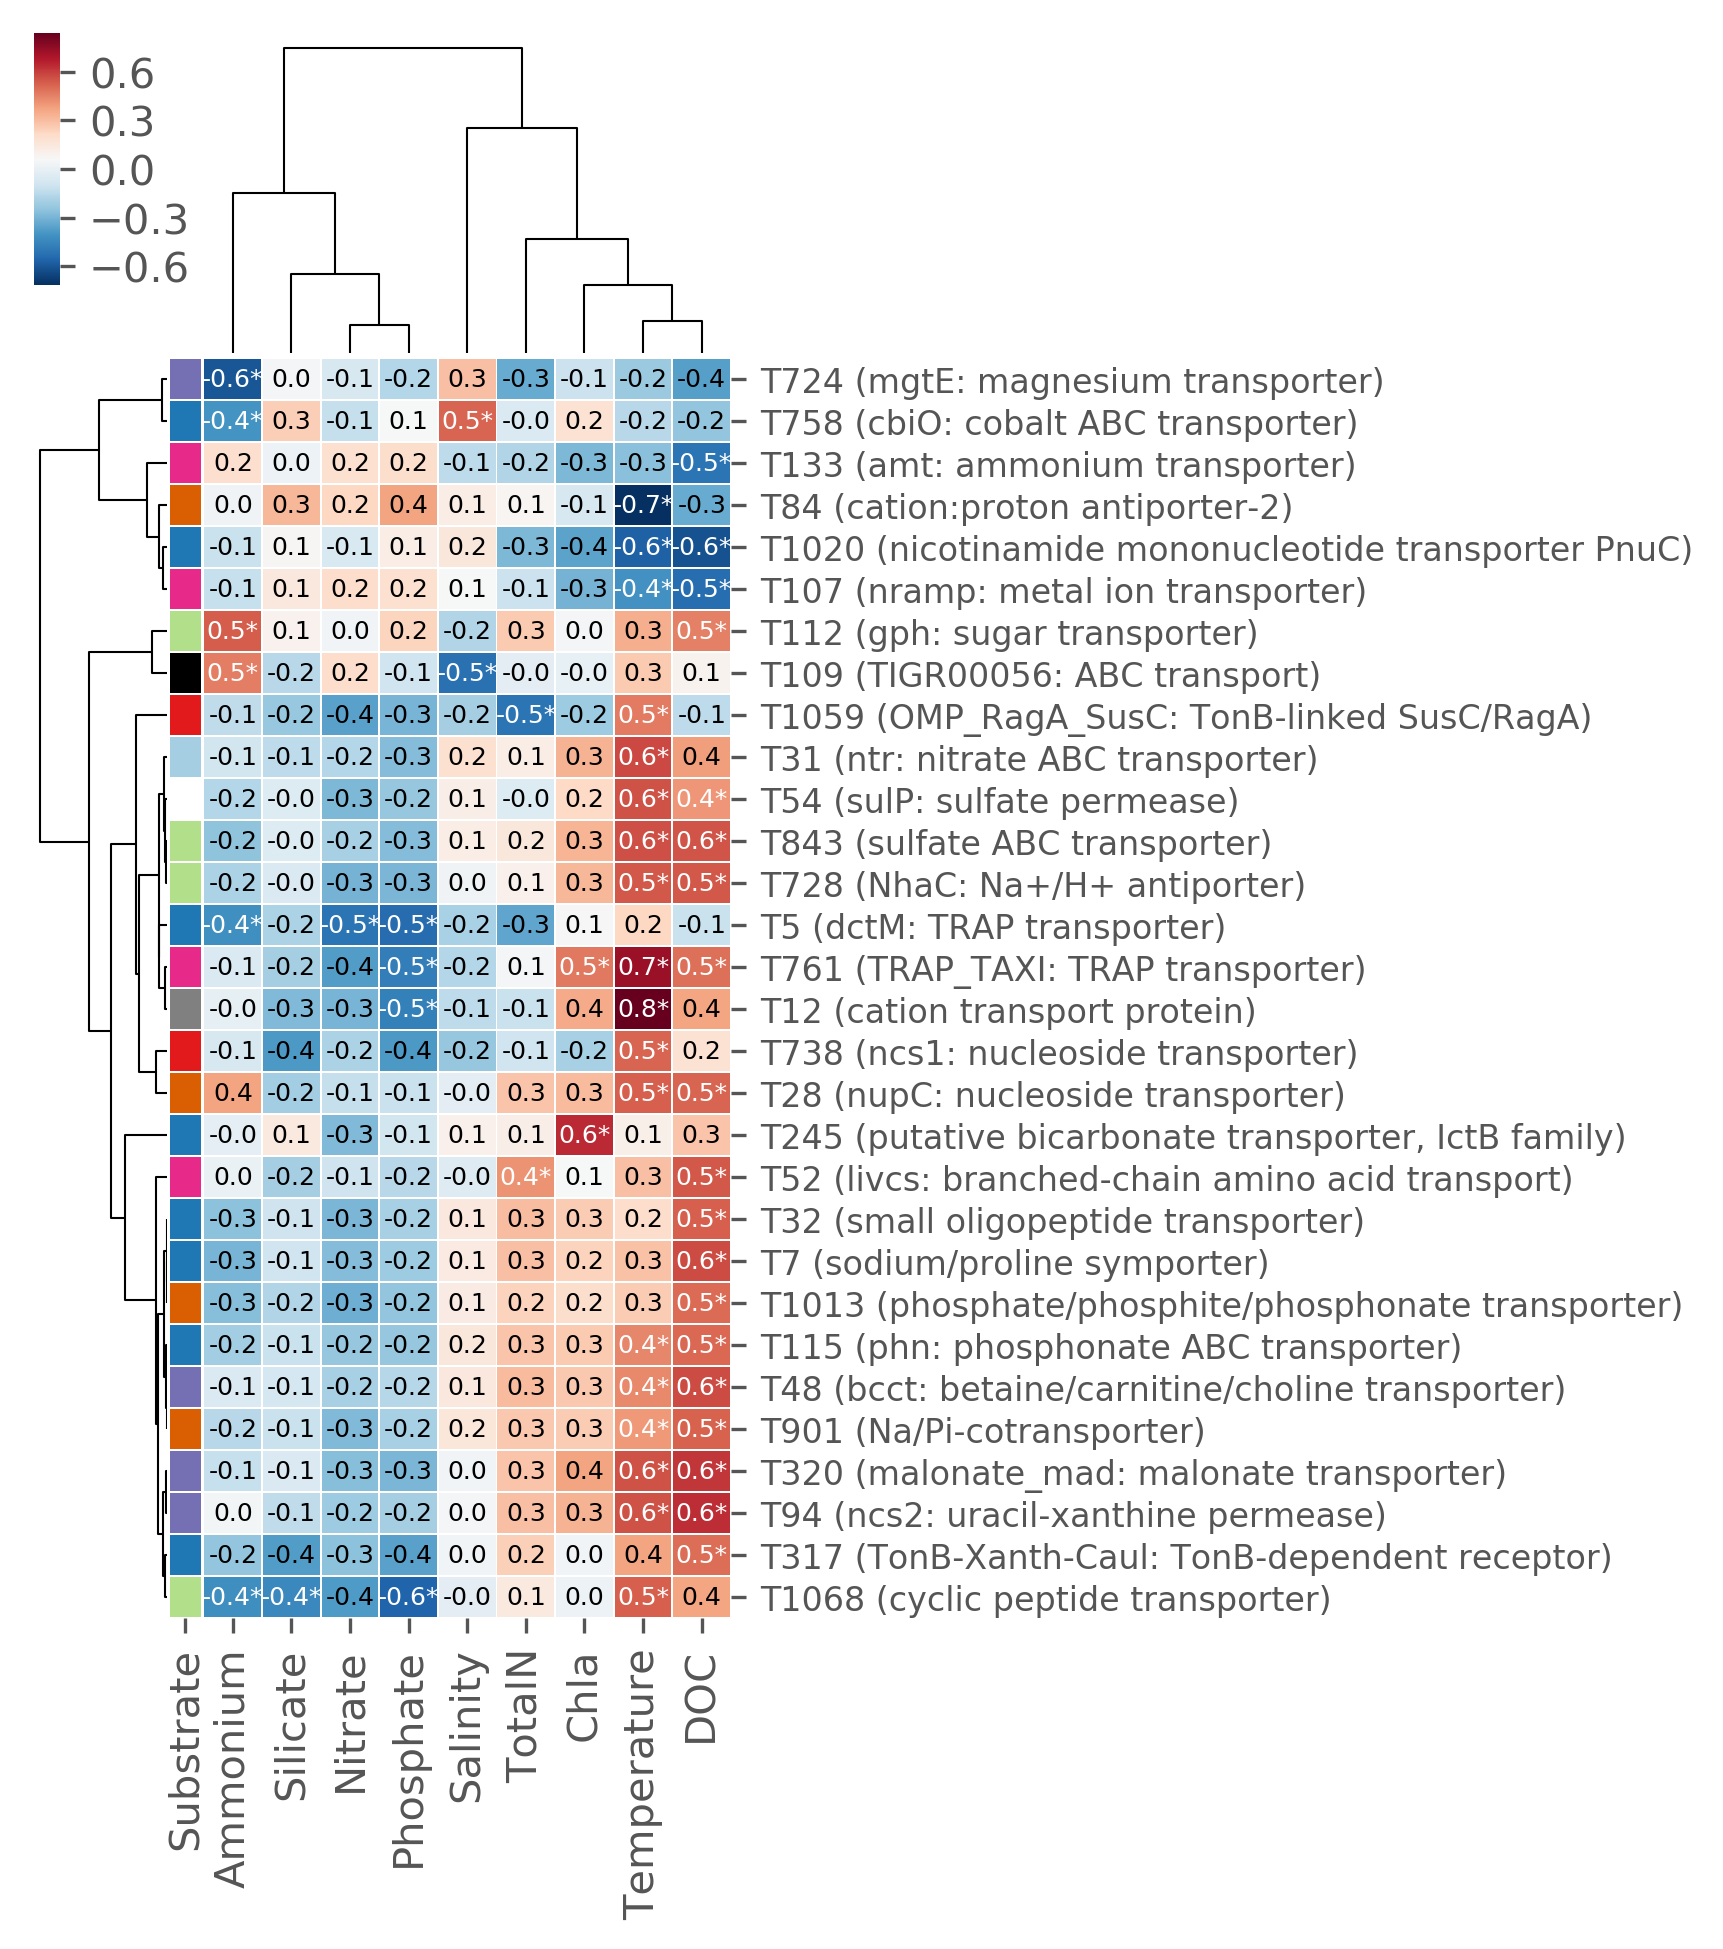 0.6
0.3
0.0
−0.3
−0.6
-0.6* 0.0 -0.1 -0.2 0.3 -0.3 -0.1 -0.2 -0.4 T724 (mgtE: magnesium transporter)
-0.4* 0.3 -0.1 0.1 0.5* -0.0 0.2 -0.2 -0.2 T758 (cbiO: cobalt ABC transporter)
0.2 0.0 0.2 0.2 -0.1 -0.2 -0.3 -0.3 -0.5* T133 (amt: ammonium transporter)
0.0 0.3 0.2 0.4 0.1 0.1 -0.1 -0.7* -0.3 T84 (cation:proton antiporter-2)
-0.1 0.1 -0.1 0.1 0.2 -0.3 -0.4 -0.6* -0.6* T1020 (nicotinamide mononucleotide transporter PnuC)
-0.1 0.1 0.2 0.2 0.1 -0.1 -0.3 -0.4* -0.5* T107 (nramp: metal ion transporter)
0.5* 0.1 0.0 0.2 -0.2 0.3 0.0 0.3 0.5* T112 (gph: sugar transporter)
0.5* -0.2 0.2 -0.1 -0.5* -0.0 -0.0 0.3 0.1 T109 (TIGR00056: ABC transport)
-0.1 -0.2 -0.4 -0.3 -0.2 -0.5* -0.2 0.5* -0.1 T1059 (OMP_RagA_SusC: TonB-linked SusC/RagA)
-0.1 -0.1 -0.2 -0.3 0.2 0.1 0.3 0.6* 0.4 T31 (ntr: nitrate ABC transporter)
-0.2 -0.0 -0.3 -0.2 0.1 -0.0 0.2 0.6* 0.4* T54 (sulP: sulfate permease)
-0.2 -0.0 -0.2 -0.3 0.1 0.2 0.3 0.6* 0.6* T843 (sulfate ABC transporter)
-0.2 -0.0 -0.3 -0.3 0.0 0.1 0.3 0.5* 0.5* T728 (NhaC: Na+/H+ antiporter)
-0.4* -0.2 -0.5* -0.5* -0.2 -0.3 0.1 0.2 -0.1 T5 (dctM: TRAP transporter)
-0.1 -0.2 -0.4 -0.5* -0.2 0.1 0.5* 0.7* 0.5* T761 (TRAP_TAXI: TRAP transporter)
-0.0 -0.3 -0.3 -0.5* -0.1 -0.1 0.4 0.8* 0.4 T12 (cation transport protein)
-0.1 -0.4 -0.2 -0.4 -0.2 -0.1 -0.2 0.5* 0.2 T738 (ncs1: nucleoside transporter)
0.4 -0.2 -0.1 -0.1 -0.0 0.3 0.3 0.5* 0.5* T28 (nupC: nucleoside transporter)
-0.0 0.1 -0.3 -0.1 0.1 0.1 0.6* 0.1 0.3 T245 (putative bicarbonate transporter, IctB family)
0.0 -0.2 -0.1 -0.2 -0.0 0.4* 0.1 0.3 0.5* T52 (livcs: branched-chain amino acid transport)
-0.3 -0.1 -0.3 -0.2 0.1 0.3 0.3 0.2 0.5* T32 (small oligopeptide transporter)
-0.3 -0.1 -0.3 -0.2 0.1 0.3 0.2 0.3 0.6* T7 (sodium/proline symporter)
-0.3 -0.2 -0.3 -0.2 0.1 0.2 0.2 0.3 0.5* T1013 (phosphate/phosphite/phosphonate transporter)
-0.2 -0.1 -0.2 -0.2 0.2 0.3 0.3 0.4* 0.5* T115 (phn: phosphonate ABC transporter)
-0.1 -0.1 -0.2 -0.2 0.1 0.3 0.3 0.4* 0.6* T48 (bcct: betaine/carnitine/choline transporter)
-0.2 -0.1 -0.3 -0.2 0.2 0.3 0.3 0.4* 0.5* T901 (Na/Pi-cotransporter)
-0.1 -0.1 -0.3 -0.3 0.0 0.3 0.4 0.6* 0.6* T320 (malonate_mad: malonate transporter)
0.0 -0.1 -0.2 -0.2 0.0 0.3 0.3 0.6* 0.6* T94 (ncs2: uracil-xanthine permease)
-0.2 -0.4 -0.3 -0.4 0.0 0.2 0.0 0.4 0.5* T317 (TonB-Xanth-Caul: TonB-dependent receptor)
-0.4* -0.4* -0.4 -0.6* -0.0 0.1 0.0 0.5* 0.4 T1068 (cyclic peptide transporter)
Substrate
Ammonium
Silicate
Nitrate
Phosphate
Salinity
TotalN
Chla
Temperature
DOC